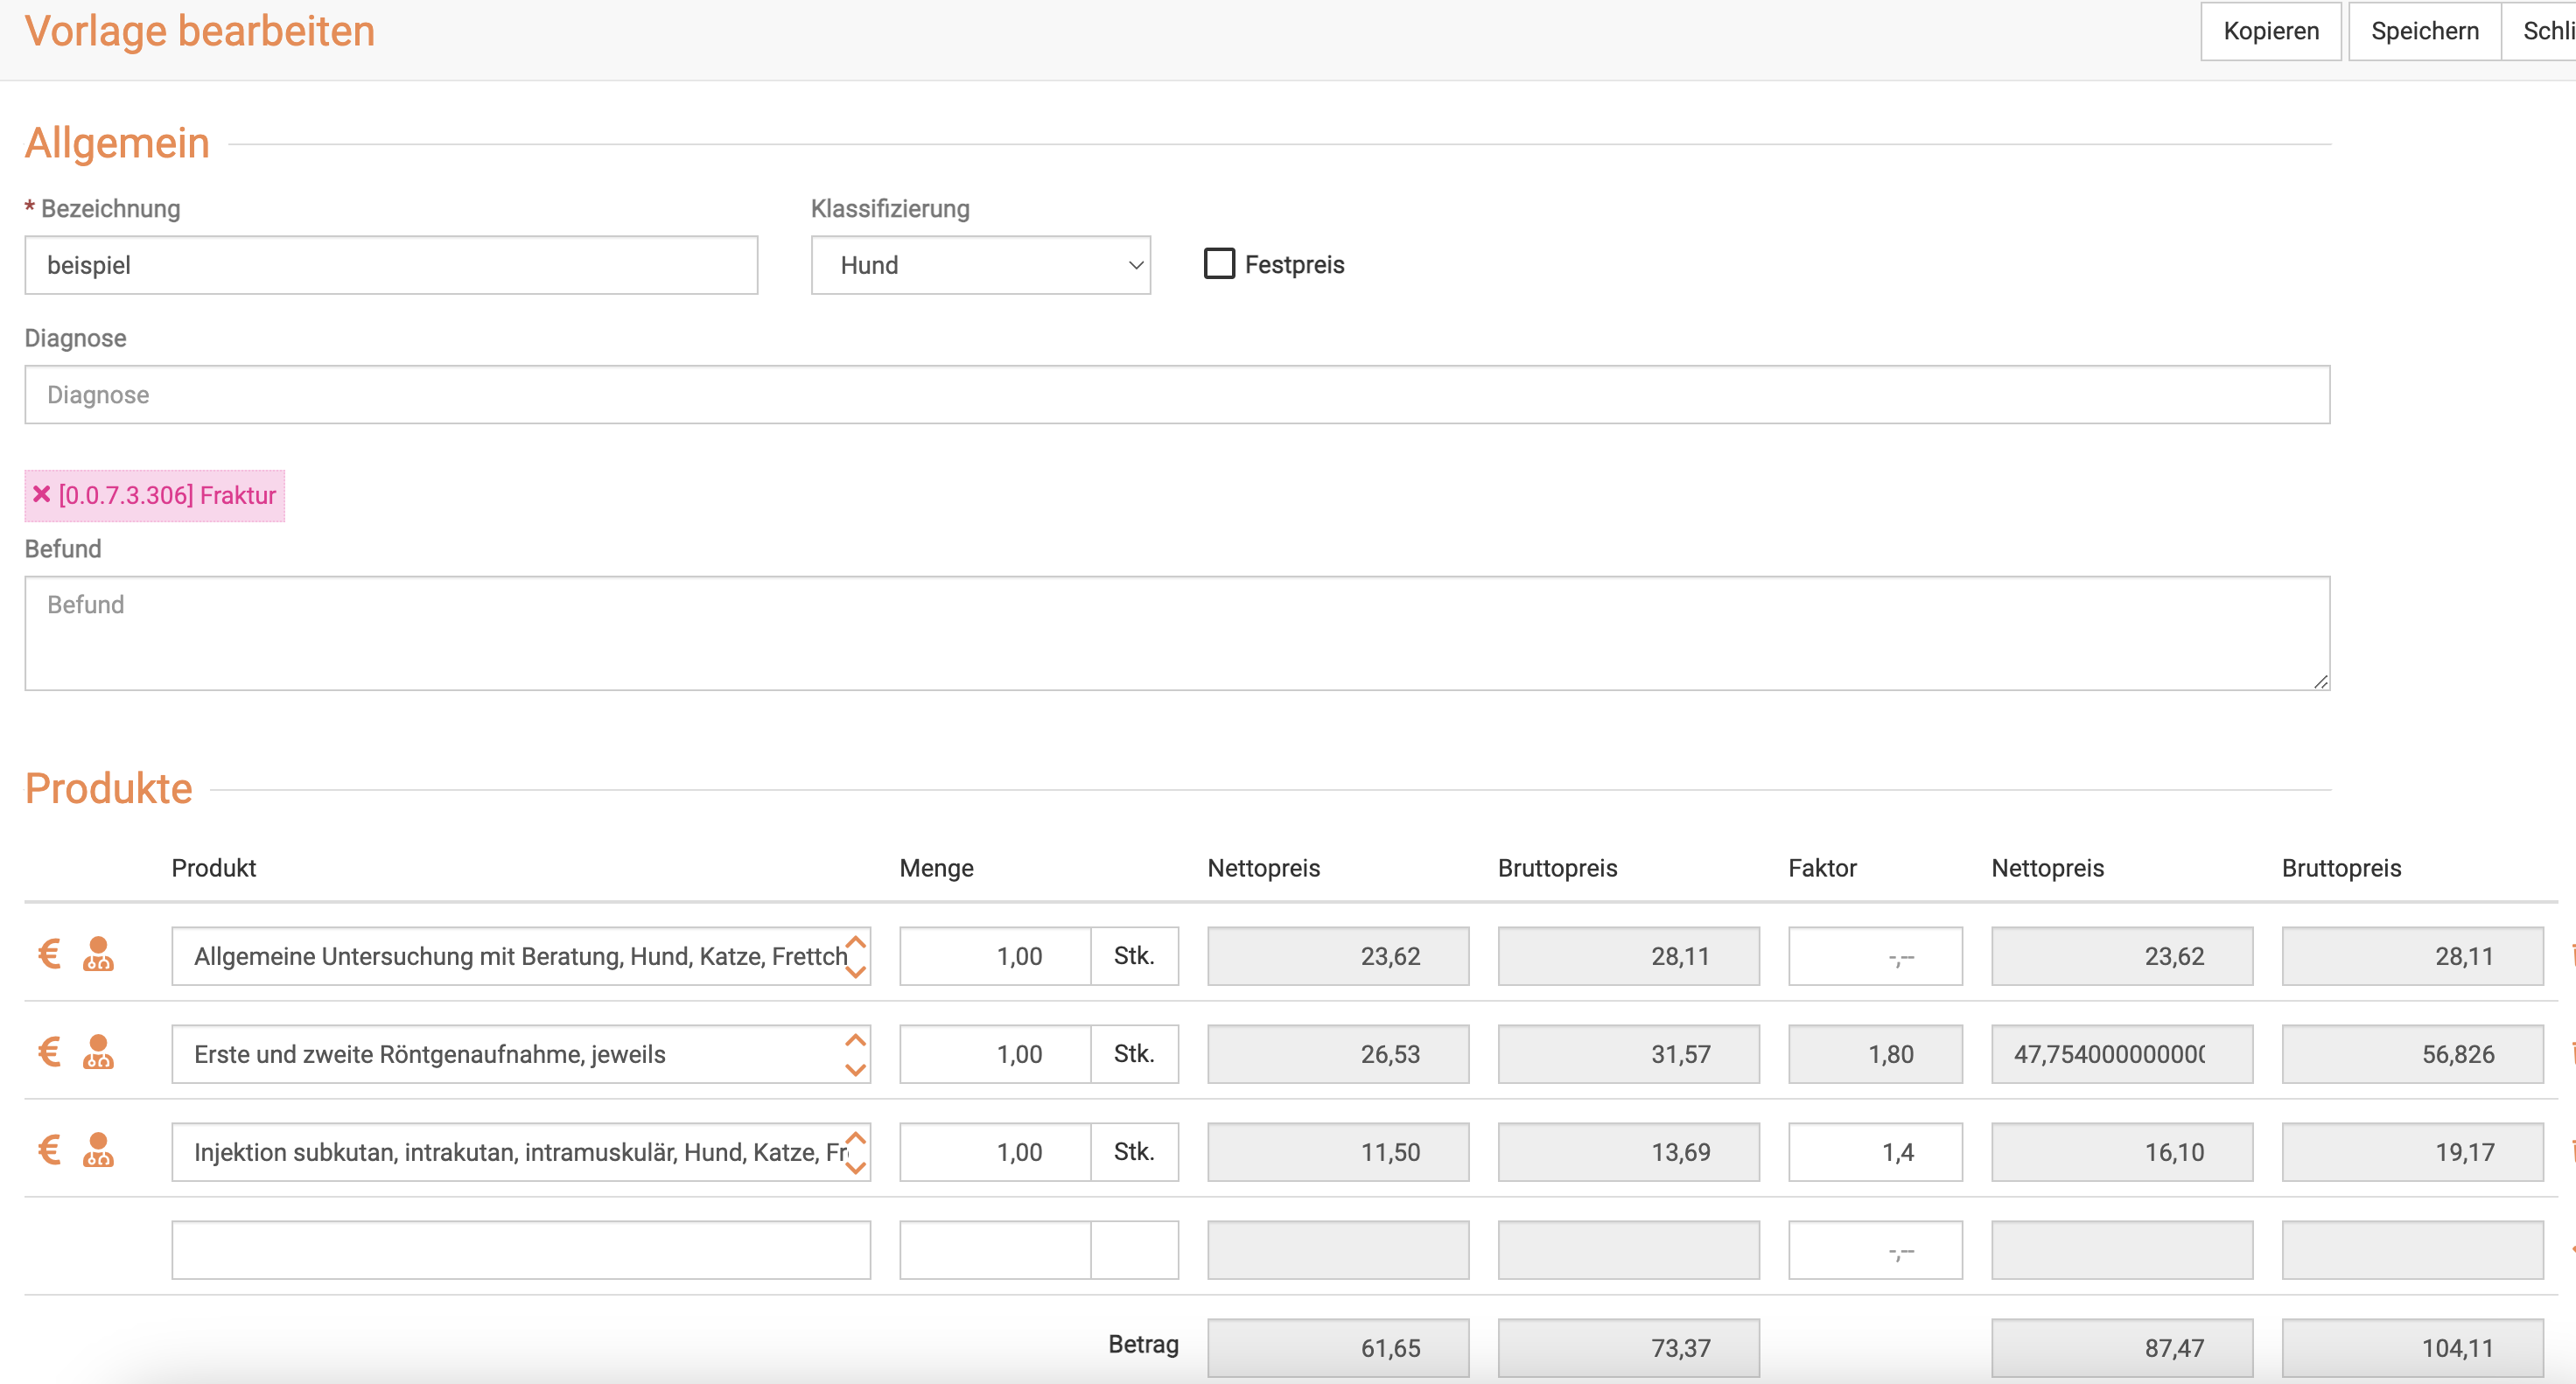 Vorlage bearbeiten
Kopieren Speichern Schli
Allgemein
* Bezeichnung Klassifizierung
beispiel Hund Festpreis
Diagnose
Diagnose
[0.0.7.3.306] Fraktur
Befund
Befund
Produkte
Produkt Menge Nettopreis Bruttopreis Faktor Nettopreis Bruttopreis
€ Allgemeine Untersuchung mit Beratung, Hund, Katze, Frettch 1,00 Stk. 23,62 28,11 -,-- 23,62 28,11
€ Erste und zweite Röntgenaufnahme, jeweils 1,00 Stk. 26,53 31,57 1,80 47,754000000000 56,826
€ Injektion subkutan, intrakutan, intramuskulär, Hund, Katze, Fr 1,00 Stk. 11,50 13,69 1,4 16,10 19,17
-,--
Betrag 61,65 73,37 87,47 104,11